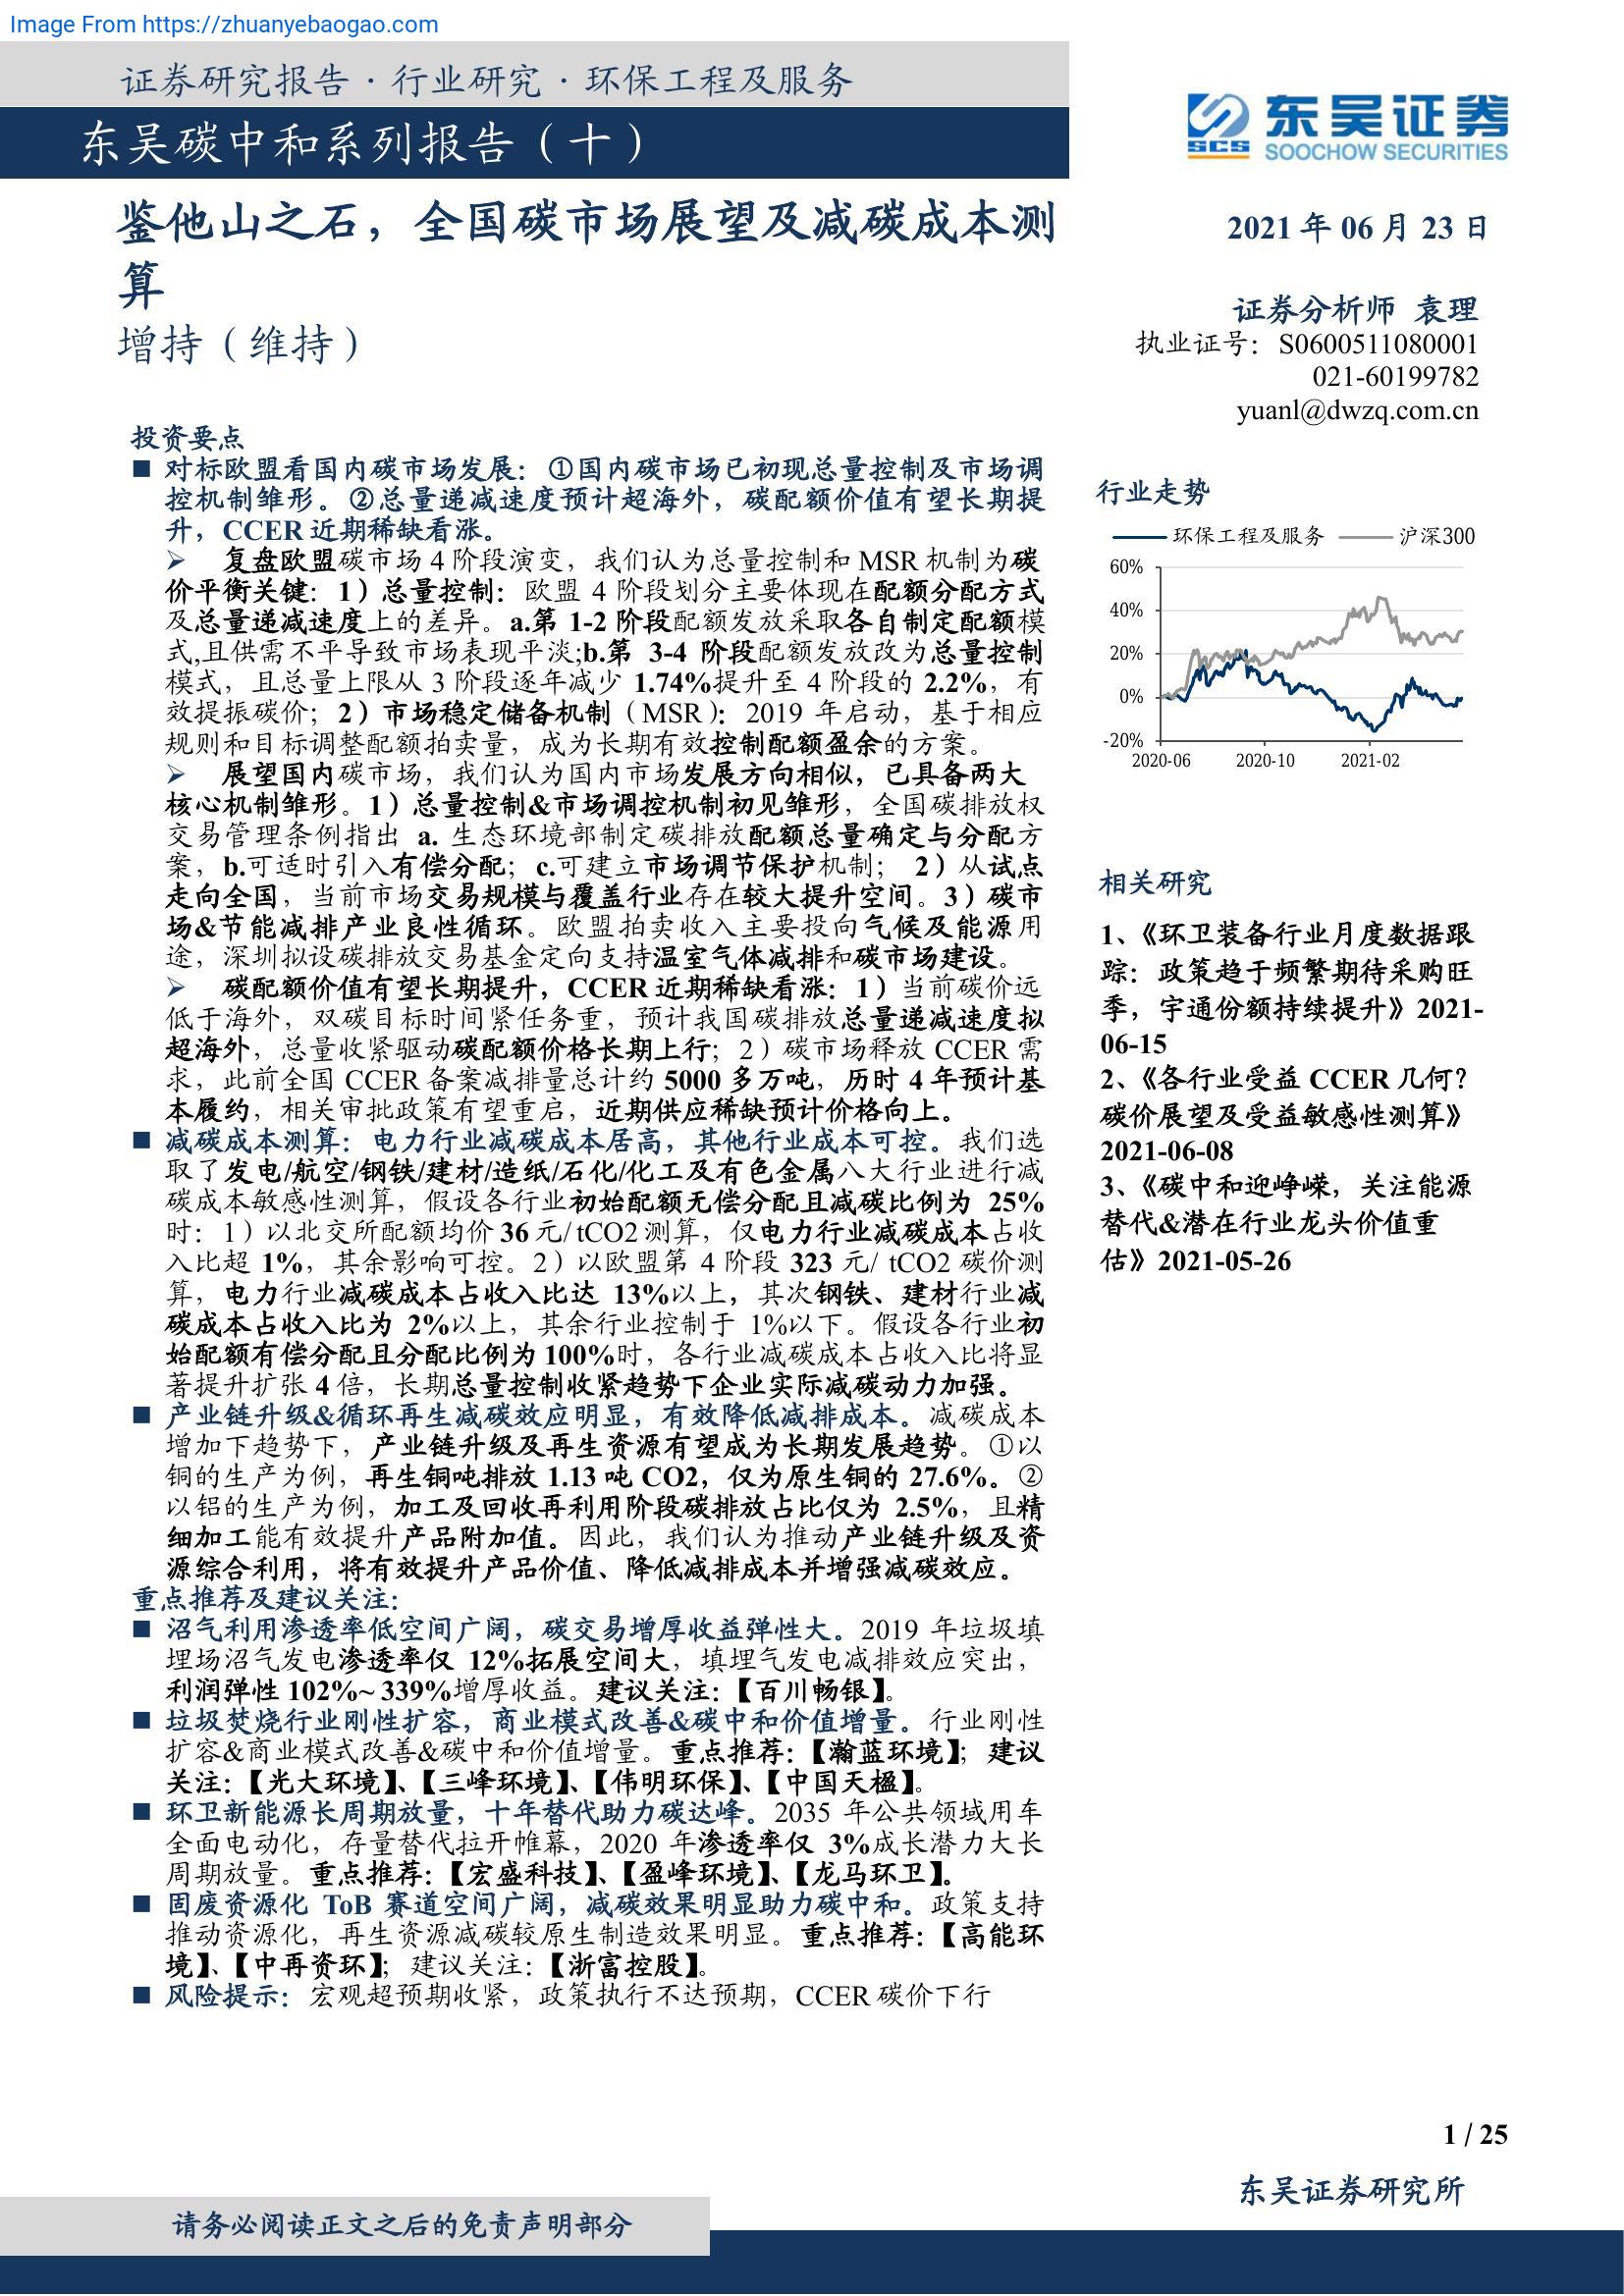 Image From https://zhuanyebaogao.com
证券研究报告·行业研究·环保工程及服务
东吴碳中和系列报告（十）
东吴证券
SCS
SOOCHOW SECURITIES
鉴他山之石，全国碳市场展望及减碳成本测
算
增持（维持）
2021 年 06 月 23 日
证券分析师 袁理
执业证号：S0600511080001
021-60199782
yuanl@dwzq.com.cn
投资要点
■ 对标欧盟看国内碳市场发展：①国内碳市场已初现总量控制及市场调
控机制雏形。②总量递减速度预计超海外，碳配额价值有望长期提
升，CCER 近期稀缺看涨。
➢ 复盘欧盟碳市场 4 阶段演变，我们认为总量控制和 MSR 机制为碳
价平衡关键：1）总量控制：欧盟 4 阶段划分主要体现在配额分配方式
及总量递减速度上的差异。a.第 1-2 阶段配额发放采取各自制定配额模
式,且供需不平导致市场表现平淡;b.第 3-4 阶段配额发放改为总量控制
模式，且总量上限从 3 阶段逐年减少 1.74%提升至 4 阶段的 2.2%，有
效提振碳价；2）市场稳定储备机制（MSR）：2019 年启动，基于相应
规则和目标调整配额拍卖量，成为长期有效控制配额盈余的方案。
➢ 展望国内碳市场，我们认为国内市场发展方向相似，已具备两大
核心机制雏形。1）总量控制&市场调控机制初见雏形，全国碳排放权
交易管理条例指出 a. 生态环境部制定碳排放配额总量确定与分配方
案，b.可适时引入有偿分配；c.可建立市场调节保护机制； 2）从试点
走向全国，当前市场交易规模与覆盖行业存在较大提升空间。3）碳市
场&节能减排产业良性循环。欧盟拍卖收入主要投向气候及能源用
途，深圳拟设碳排放交易基金定向支持温室气体减排和碳市场建设。
➢ 碳配额价值有望长期提升，CCER 近期稀缺看涨：1）当前碳价远
低于海外，双碳目标时间紧任务重，预计我国碳排放总量递减速度拟
超海外，总量收紧驱动碳配额价格长期上行；2）碳市场释放 CCER 需
求，此前全国 CCER 备案减排量总计约 5000 多万吨，历时 4 年预计基
本履约，相关审批政策有望重启，近期供应稀缺预计价格向上。
■ 减碳成本测算：电力行业减碳成本居高，其他行业成本可控。我们选
取了发电/航空/钢铁/建材/造纸/石化/化工及有色金属八大行业进行减
碳成本敏感性测算，假设各行业初始配额无偿分配且减碳比例为 25%
时：1）以北交所配额均价 36 元/ tCO2 测算，仅电力行业减碳成本占收
入比超 1%，其余影响可控。2）以欧盟第 4 阶段 323 元/ tCO2 碳价测
算，电力行业减碳成本占收入比达 13%以上，其次钢铁、建材行业减
碳成本占收入比为 2%以上，其余行业控制于 1%以下。假设各行业初
始配额有偿分配且分配比例为 100%时，各行业减碳成本占收入比将显
著提升扩张 4 倍，长期总量控制收紧趋势下企业实际减碳动力加强。
■ 产业链升级&循环再生减碳效应明显，有效降低减排成本。减碳成本
增加下趋势下，产业链升级及再生资源有望成为长期发展趋势。①以
铜的生产为例，再生铜吨排放 1.13 吨 CO2，仅为原生铜的 27.6%。②
以铝的生产为例，加工及回收再利用阶段碳排放占比仅为 2.5%，且精
细加工能有效提升产品附加值。因此，我们认为推动产业链升级及资
源综合利用，将有效提升产品价值、降低减排成本并增强减碳效应。
重点推荐及建议关注：
■ 沼气利用渗透率低空间广阔，碳交易增厚收益弹性大。2019 年垃圾填
埋场沼气发电渗透率仅 12%拓展空间大，填埋气发电减排效应突出，
利润弹性 102%~ 339%增厚收益。建议关注：【百川畅银】。
■ 垃圾焚烧行业刚性扩容，商业模式改善&碳中和价值增量。行业刚性
扩容&商业模式改善&碳中和价值增量。重点推荐：【瀚蓝环境】；建议
关注：【光大环境】、【三峰环境】、【伟明环保】、【中国天楹】。
■ 环卫新能源长周期放量，十年替代助力碳达峰。2035 年公共领域用车
全面电动化，存量替代拉开帷幕，2020 年渗透率仅 3%成长潜力大长
周期放量。重点推荐：【宏盛科技】、【盈峰环境】、【龙马环卫】。
■ 固废资源化 ToB 赛道空间广阔，减碳效果明显助力碳中和。政策支持
推动资源化，再生资源减碳较原生制造效果明显。重点推荐：【高能环
境】、【中再资环】；建议关注：【浙富控股】。
■ 风险提示：宏观超预期收紧，政策执行不达预期，CCER 碳价下行
行业走势
环保工程及服务 沪深300
60%
40%
20%
0%
-20%
2020-06 2020-10 2021-02
相关研究
1、《环卫装备行业月度数据跟
踪：政策趋于频繁期待采购旺
季，宇通份额持续提升》2021-
06-15
2、《各行业受益 CCER 几何？
碳价展望及受益敏感性测算》
2021-06-08
3、《碳中和迎峥嵘，关注能源
替代&潜在行业龙头价值重
估》2021-05-26
1 / 25
东吴证券研究所
请务必阅读正文之后的免责声明部分